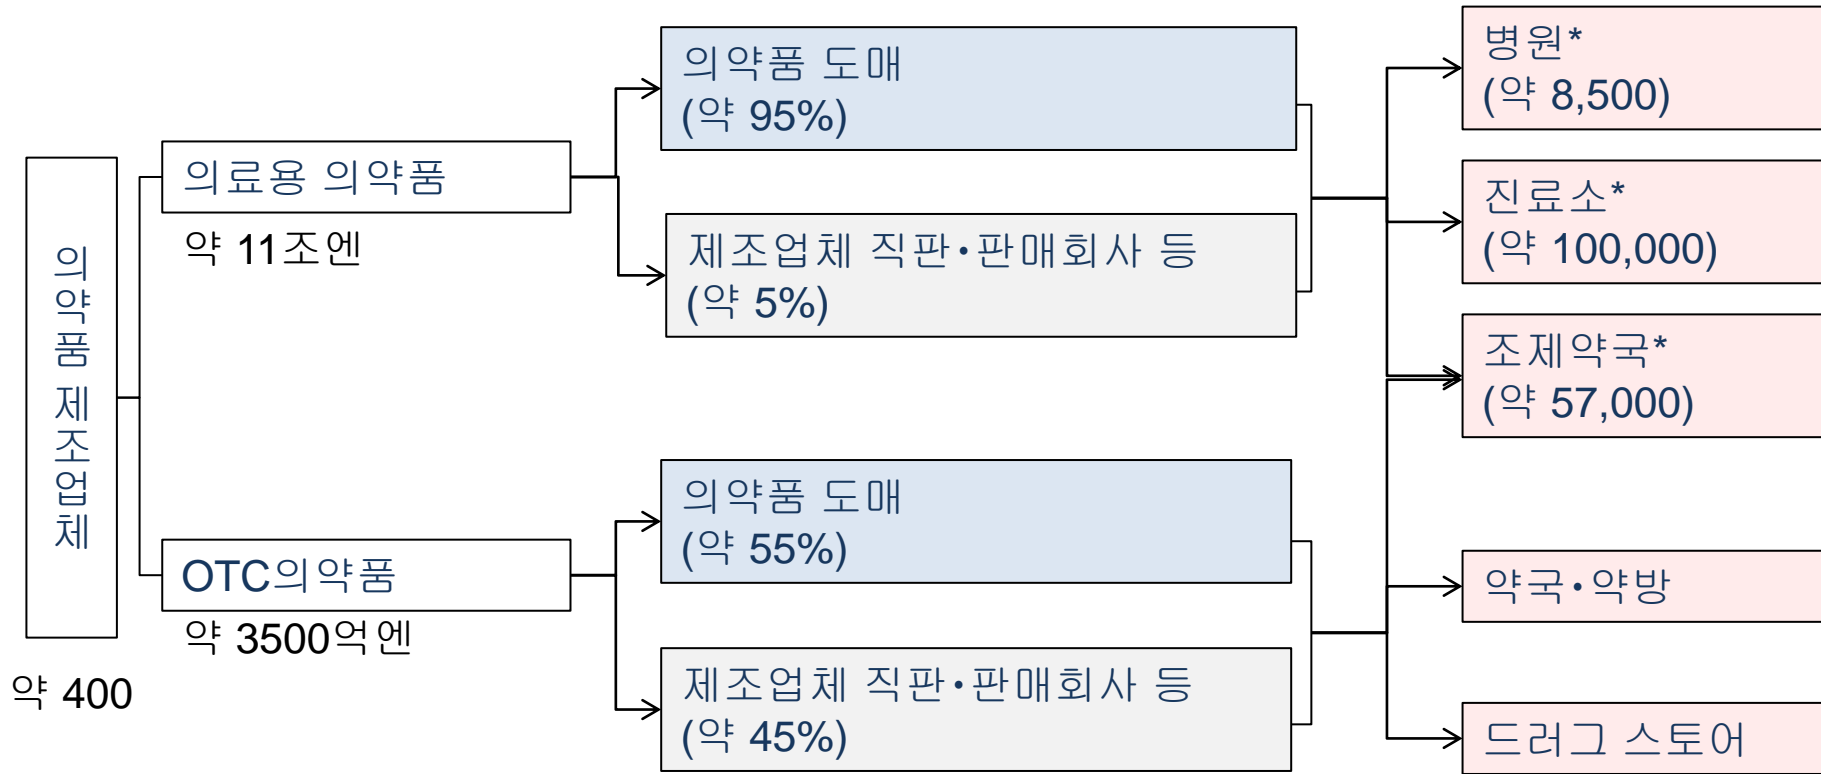 의약품 제조업체
약 400
의료용 의약품
약 11조엔
OTC의약품
약 3500억엔
의약품 도매
(약 95%)
제조업체 직판•판매회사 등
(약 5%)
의약품 도매
(약 55%)
제조업체 직판•판매회사 등
(약 45%)
병원*
(약 8,500)
진료소*
(약 100,000)
조제약국*
(약 57,000)
약국•약방
드러그 스토어